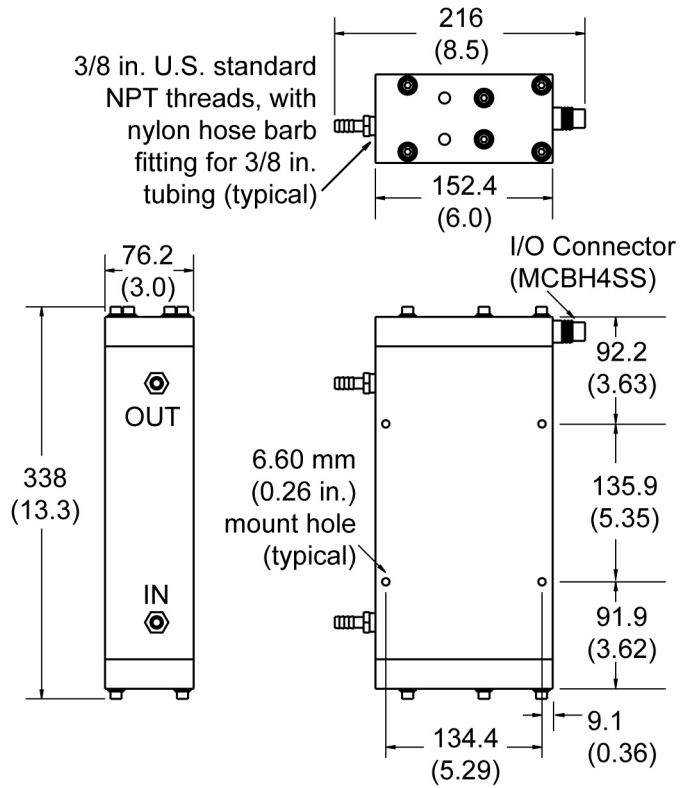 216
(8.5)
3/8 in. U.S. standard
NPT threads, with
nylon hose barb
fitting for 3/8 in.
tubing (typical)
152.4
(6.0)
76.2
(3.0)
I/O Connector
(MCBH4SS)
92.2
(3.63)
OUT
338
(13.3)
6.60 mm
(0.26 in.)
mount hole
(typical)
135.9
(5.35)
IN
91.9
(3.62)
9.1
(0.36)
134.4
(5.29)